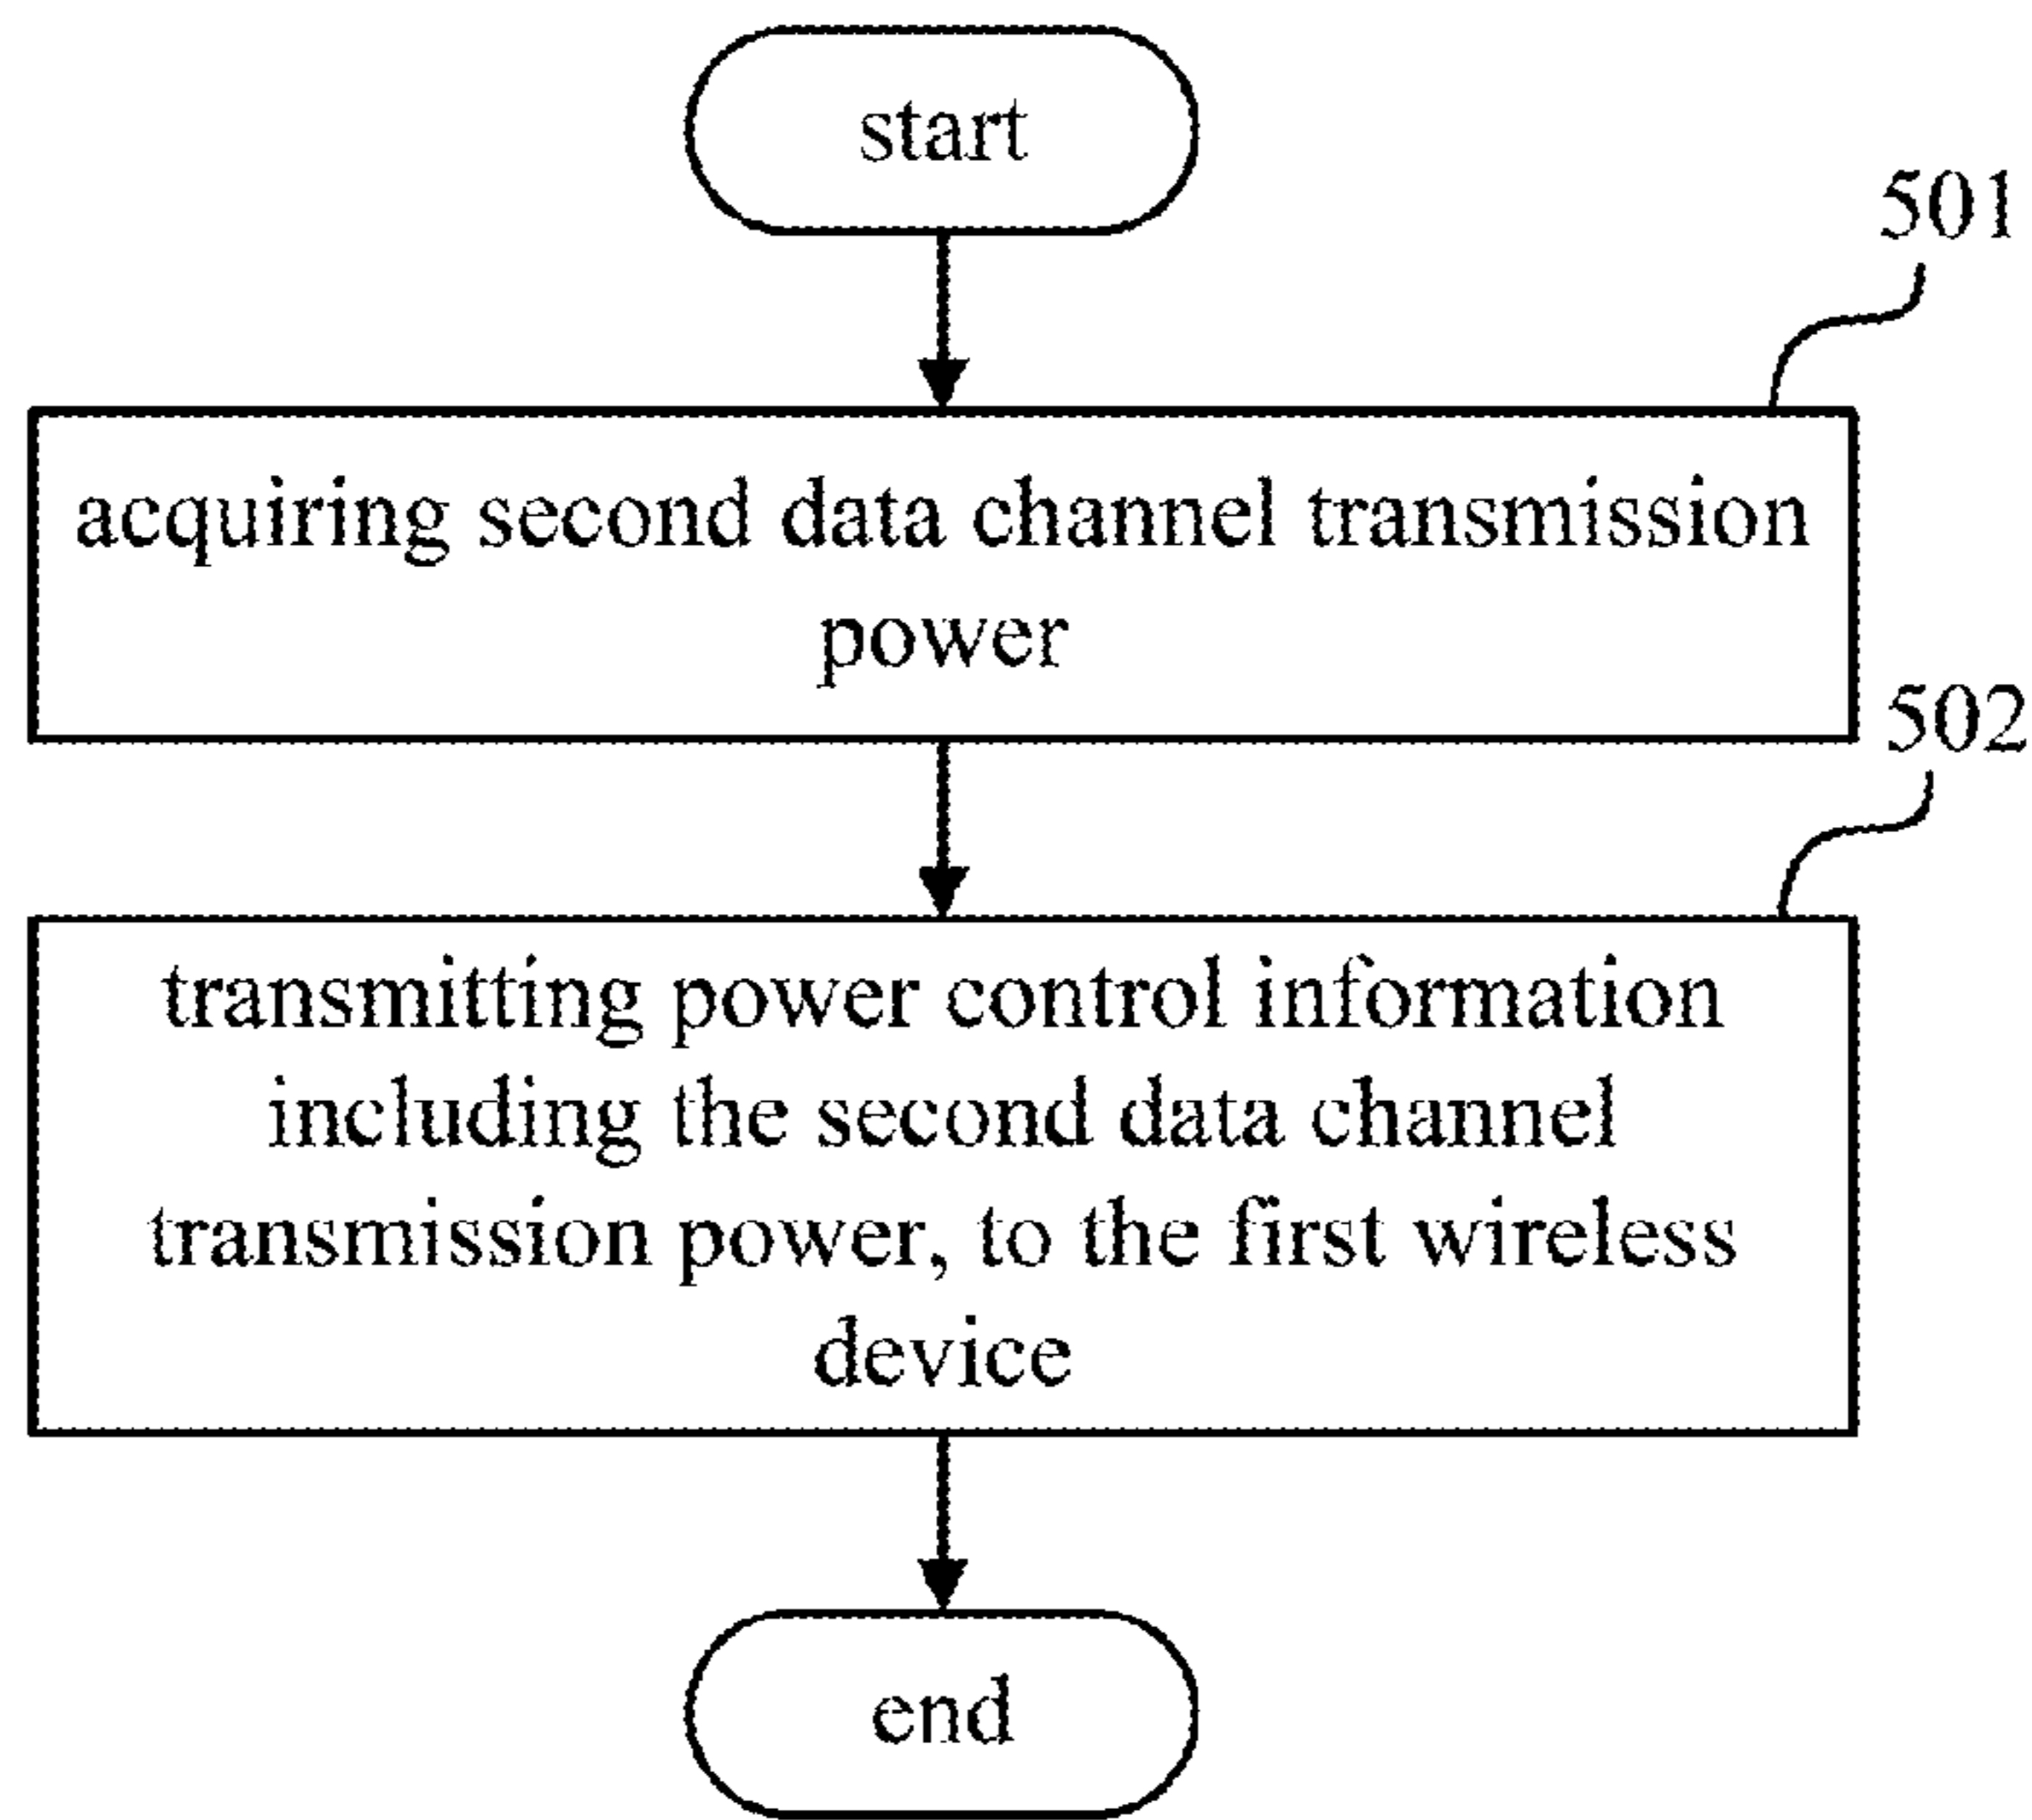 start
501
acquiring second data channel transmission
power
502
transmitting power control information
including the second data channel
transmission power, to the first wireless
device
end